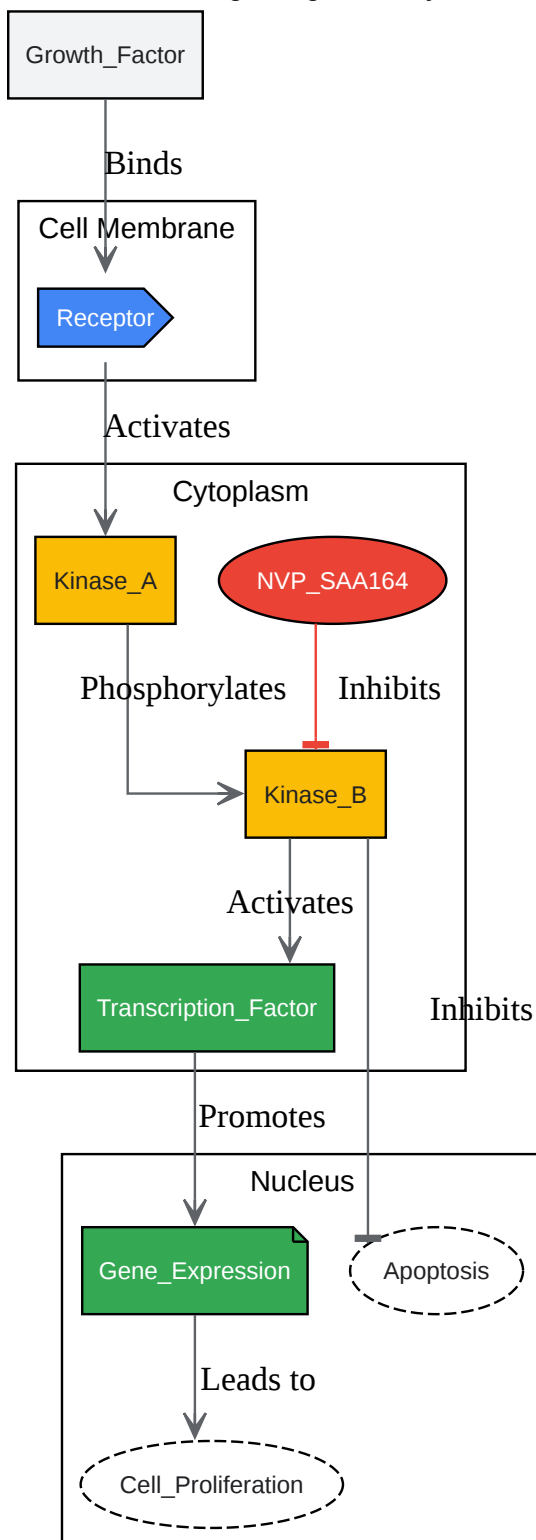 Growth_Factor
Binds
Cell Membrane
Receptor
Activates
Cytoplasm
Kinase_A
NVP_SAA164
Phosphorylates
Inhibits
Kinase_B
Activates
Transcription_Factor
Inhibits
Promotes
Nucleus
Gene_Expression
Apoptosis
Leads to
Cell_Proliferation